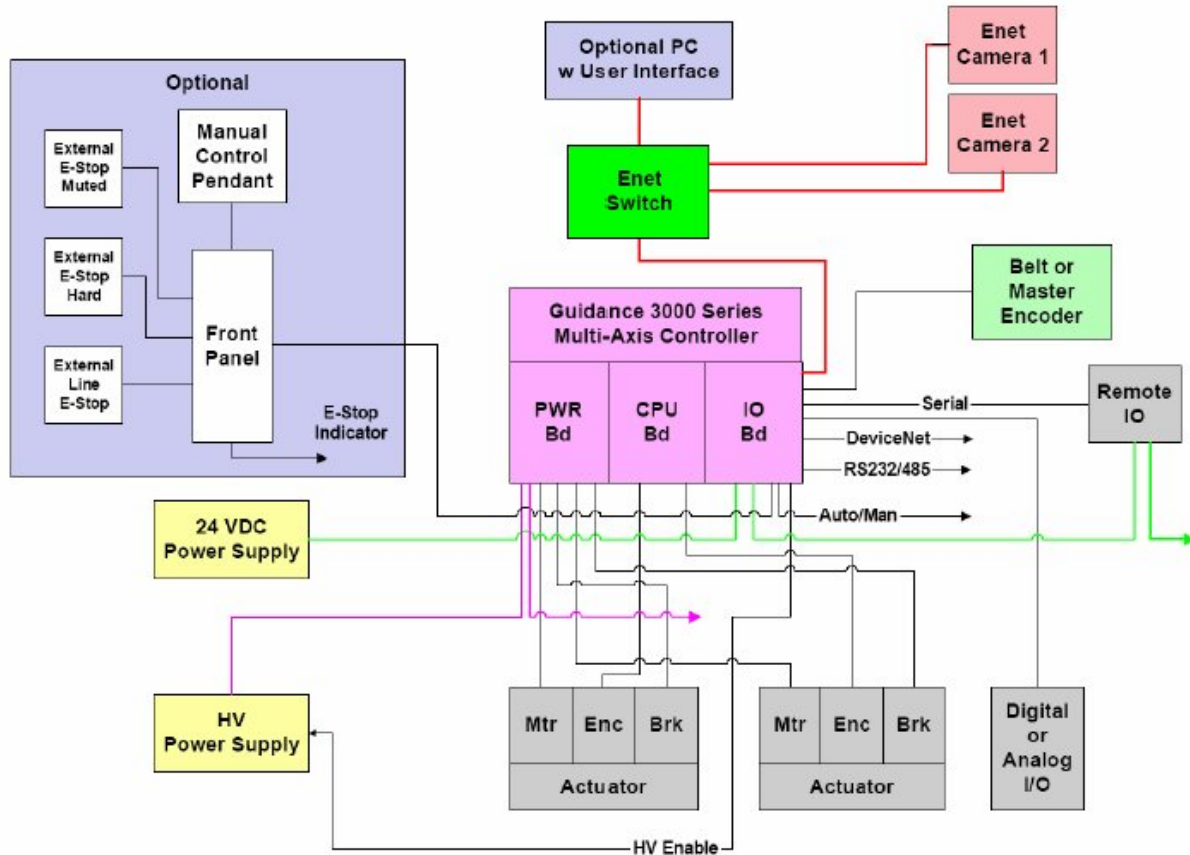 Optional
External
E-Stop
Muted
Manual
Control
Pendant
External
E-Stop
Hard
External
Line
E-Stop
Front
Panel
E-Stop
Indicator
Optional PC
w User Interface
Enet
Camera 1
Enet
Camera 2
Enet
Switch
Belt or
Master
Encoder
Guidance 3000 Series
Multi-Axis Controller
PWR
Bd
CPU
Bd
IO
Bd
Serial
Remote
IO
DeviceNet
RS232/485
Auto/Man
24 VDC
Power Supply
HV
Power Supply
Mtr
Enc
Brk
Actuator
Mtr
Enc
Brk
Actuator
Digital
or
Analog
I/O
HV Enable